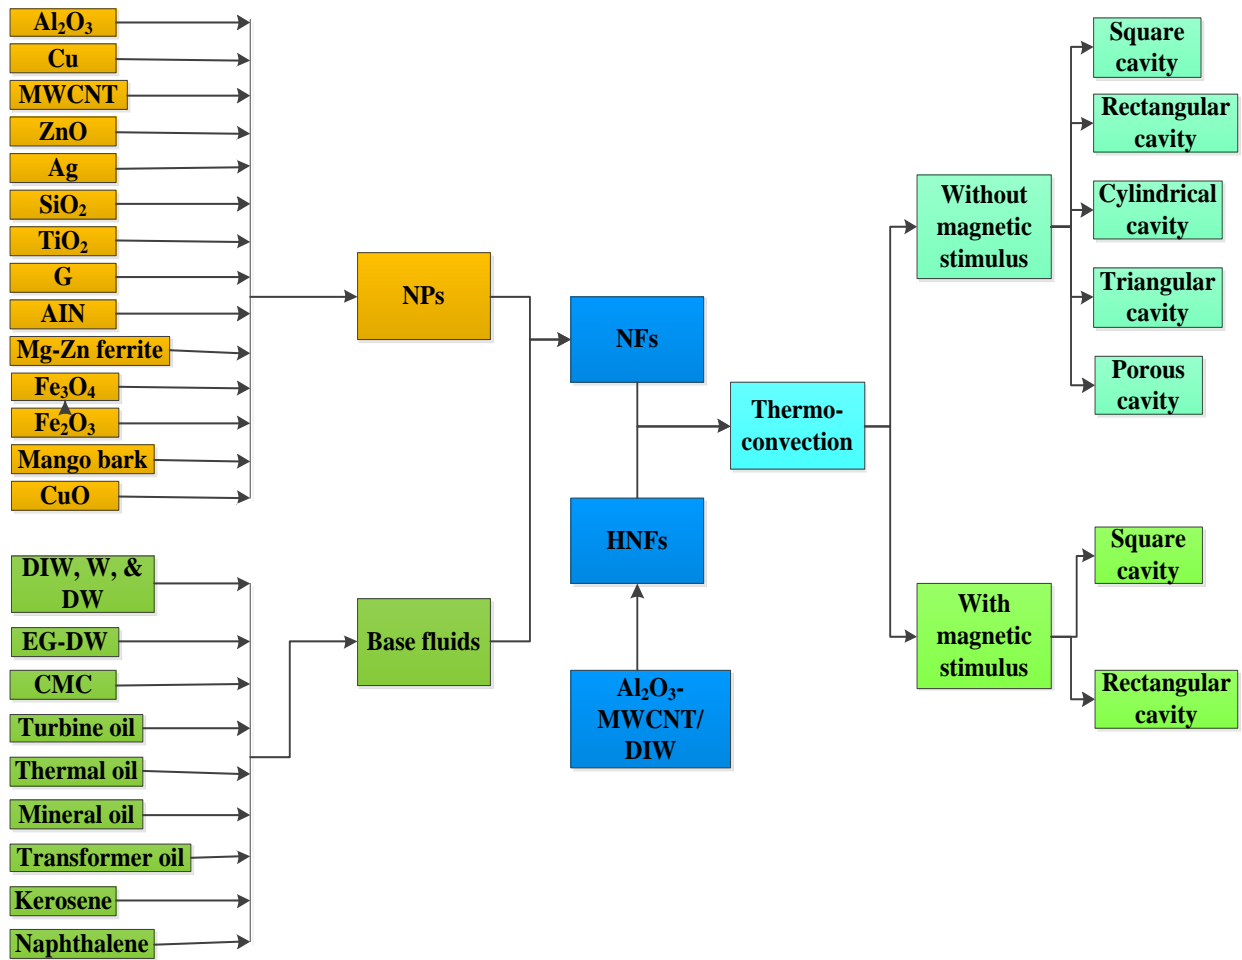 Al₂O₃
Cu
MWCNT
ZnO
Ag
SiO₂
TiO₂
G
AIN
Mg-Zn ferrite
Fe₃O₄
Fe₂O₃
Mango bark
CuO
DIW, W, &
DW
EG-DW
CMC
Turbine oil
Thermal oil
Mineral oil
Transformer oil
Kerosene
Naphthalene
NPs
Base fluids
NFs
HNFs
Al₂O₃-
MWCNT/
DIW
Thermo-
convection
Without
magnetic
stimulus
With
magnetic
stimulus
Square
cavity
Rectangular
cavity
Cylindrical
cavity
Triangular
cavity
Porous
cavity
Square
cavity
Rectangular
cavity